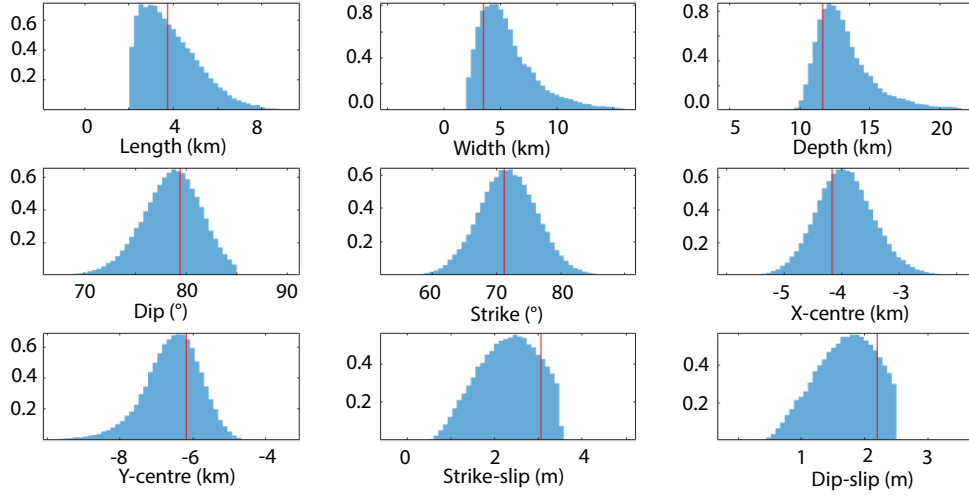 0.6
0.4
0.2
0 4 8
Length (km)
0.8
0.4
0.0
0 5 10
Width (km)
0.8
0.4
0.0
5 10 15 20
Depth (km)
0.6
0.4
0.2
70 80 90
Dip (°)
0.6
0.4
0.2
60 70 80
Strike (°)
0.6
0.4
0.2
-5 -4 -3
X-centre (km)
0.6
0.4
0.2
-8 -6 -4
Y-centre (km)
0.4
0.2
0 2 4
Strike-slip (m)
0.4
0.2
1 2 3
Dip-slip (m)